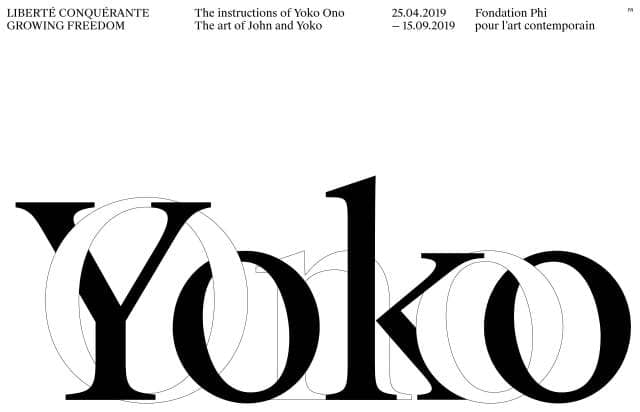 LIBERTÉ CONQUÉRANTE
GROWING FREEDOM
The instructions of Yoko Ono
The art of John and Yoko
25.04.2019
– 15.09.2019
Fondation Phi
pour l'art contemporain
Yoko
Ono